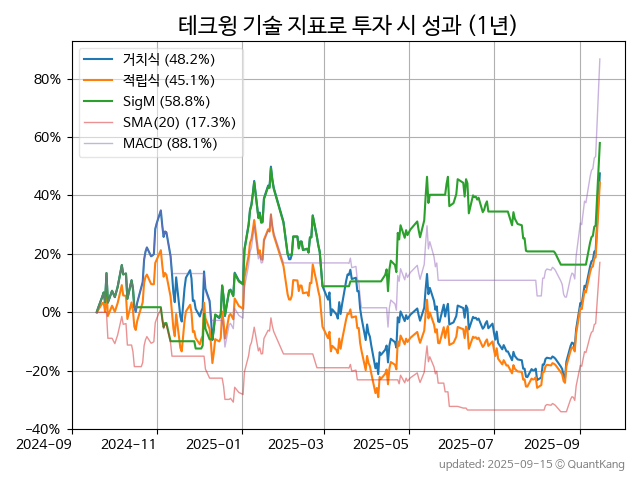 테크윙 기술 지표로 투자 시 성과 (1년)
거치식 (48.2%)
적립식 (45.1%)
SigM (58.8%)
SMA(20) (17.3%)
MACD (88.1%)
80%
60%
40%
20%
0%
−20%
−40%
2024-09
2024-11
2025-01
2025-03
2025-05
2025-07
2025-09
updated: 2025-09-15 © QuantKang